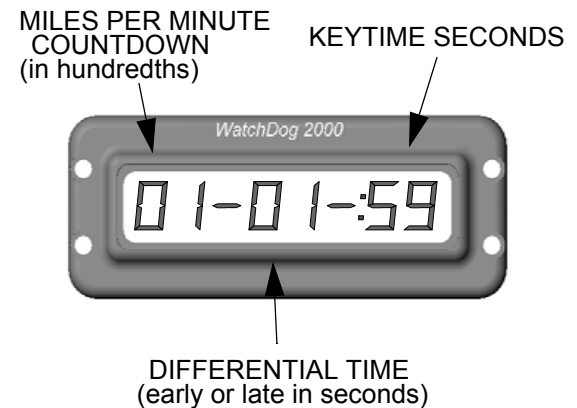 MILES PER MINUTE
COUNTDOWN
(in hundredths)
KEYTIME SECONDS
WatchDog 2000
01-01-:59
DIFFERENTIAL TIME
(early or late in seconds)